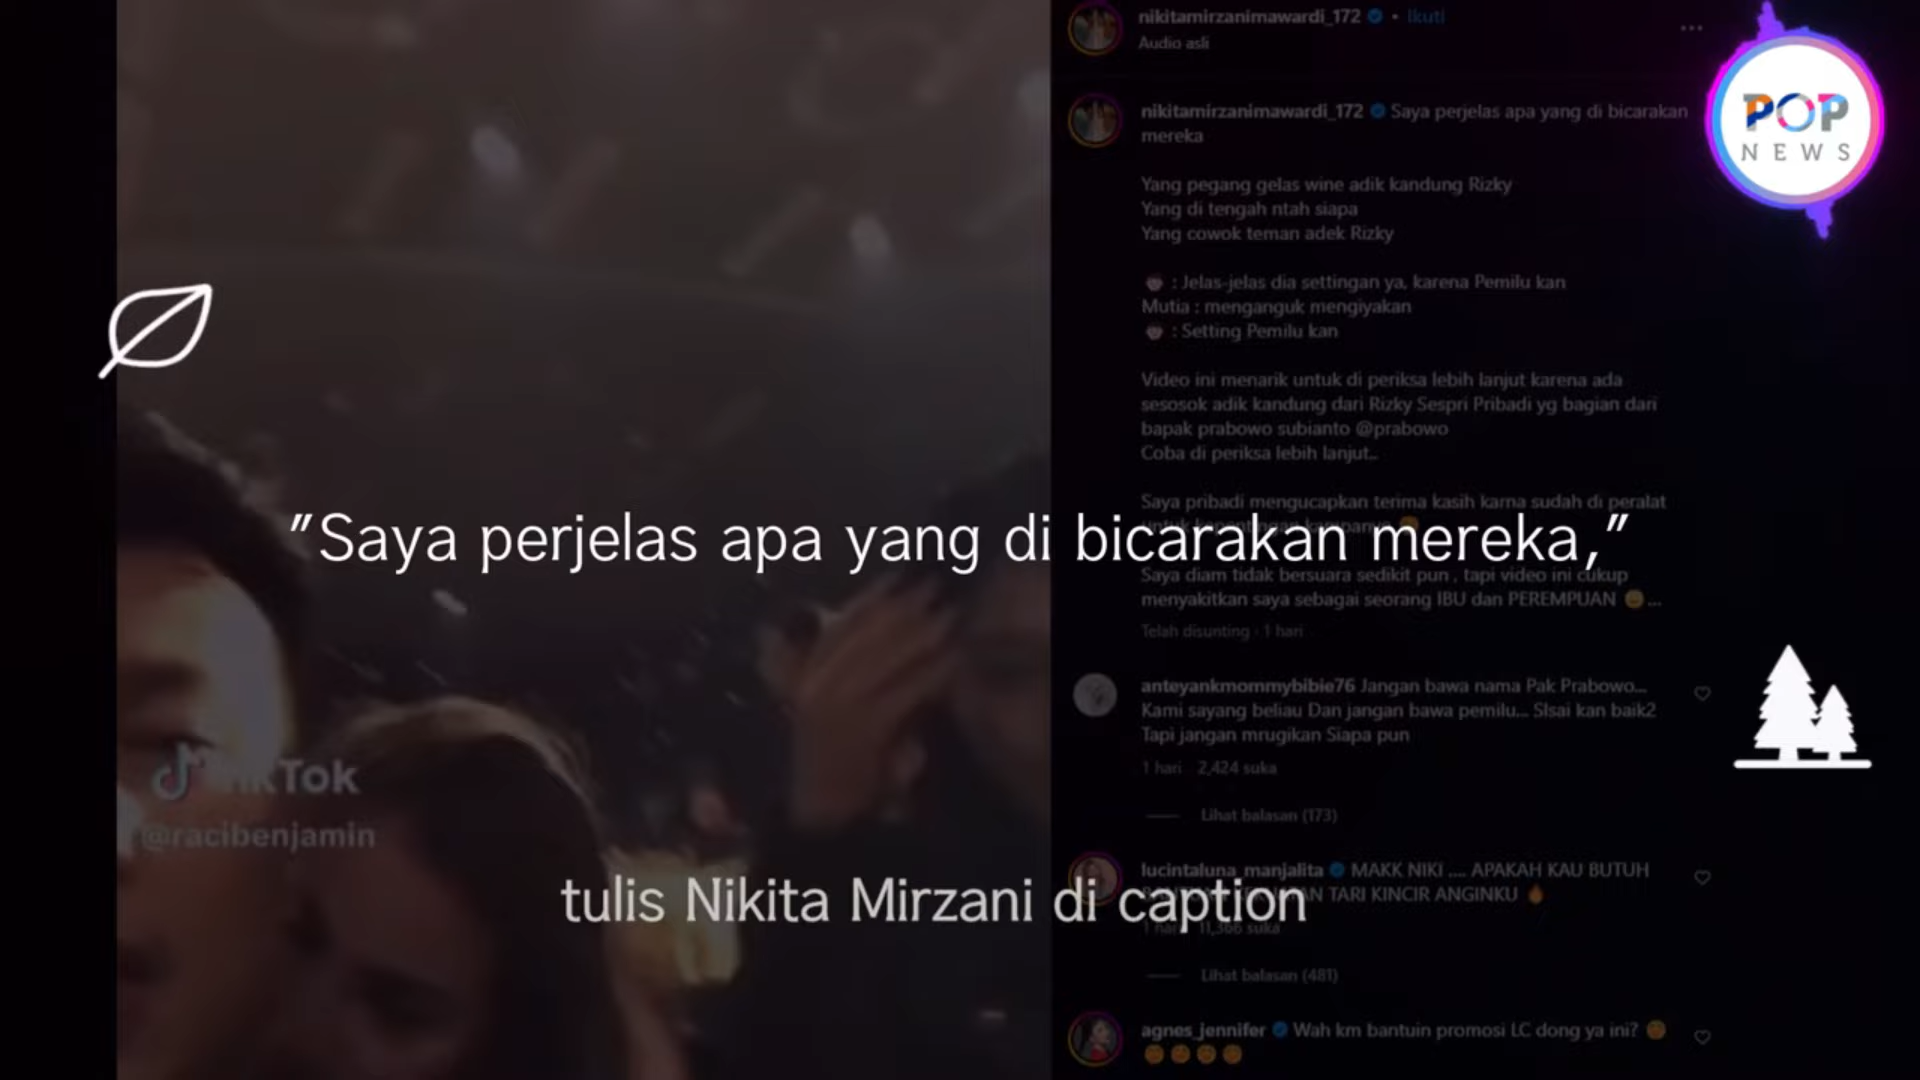 nikitamirzanimawardi_172 • Ikuti
Audio asli
POP
NEWS
nikitamirzanimawardi_172 Saya perjelas apa yang di bicarakan
mereka
Yang pegang gelas wine adik kandung Rizky
Yang di tengah ntah siapa
Yang cowok teman adek Rizky
: Jelas-jelas dia settingan ya, karena Pemilu kan
Mutia : menganguk mengiyakan
: Setting Pemilu kan
Video ini menarik untuk di periksa lebih lanjut karena ada
sesosok adik kandung dari Rizky Sespri Pribadi yg bagian dari
bapak prabowo subianto @prabowo
Coba di periksa lebih lanjut..
Saya pribadi mengucapkan terima kasih karna sudah di peralat
"Saya perjelas apa yang di bicarakan mereka,"
Saya diam tidak bersuara sedikit pun , tapi video ini cukup
menyakitkan saya sebagai seorang IBU dan PEREMPUAN 😊...
Telah disunting · 1 hari
anteyankmommybibie76 Jangan bawa nama Pak Prabowo...
Kami sayang beliau Dan jangan bawa pemilu... SIsai kan baik2
Tapi jangan mrugikan Siapa pun
1 hari 2,424 suka
Lihat balasan (173)
TikTok
@racibenjamin
lucintaluna_manjalita MAKK NIKI .... APAKAH KAU BUTUH
TARI KINCIR ANGINKU 🔥
tulis Nikita Mirzani di caption
1 hari 11,366 suka
Lihat balasan (481)
agnes_jennifer Wah km bantuin promosi LC dong ya ini?